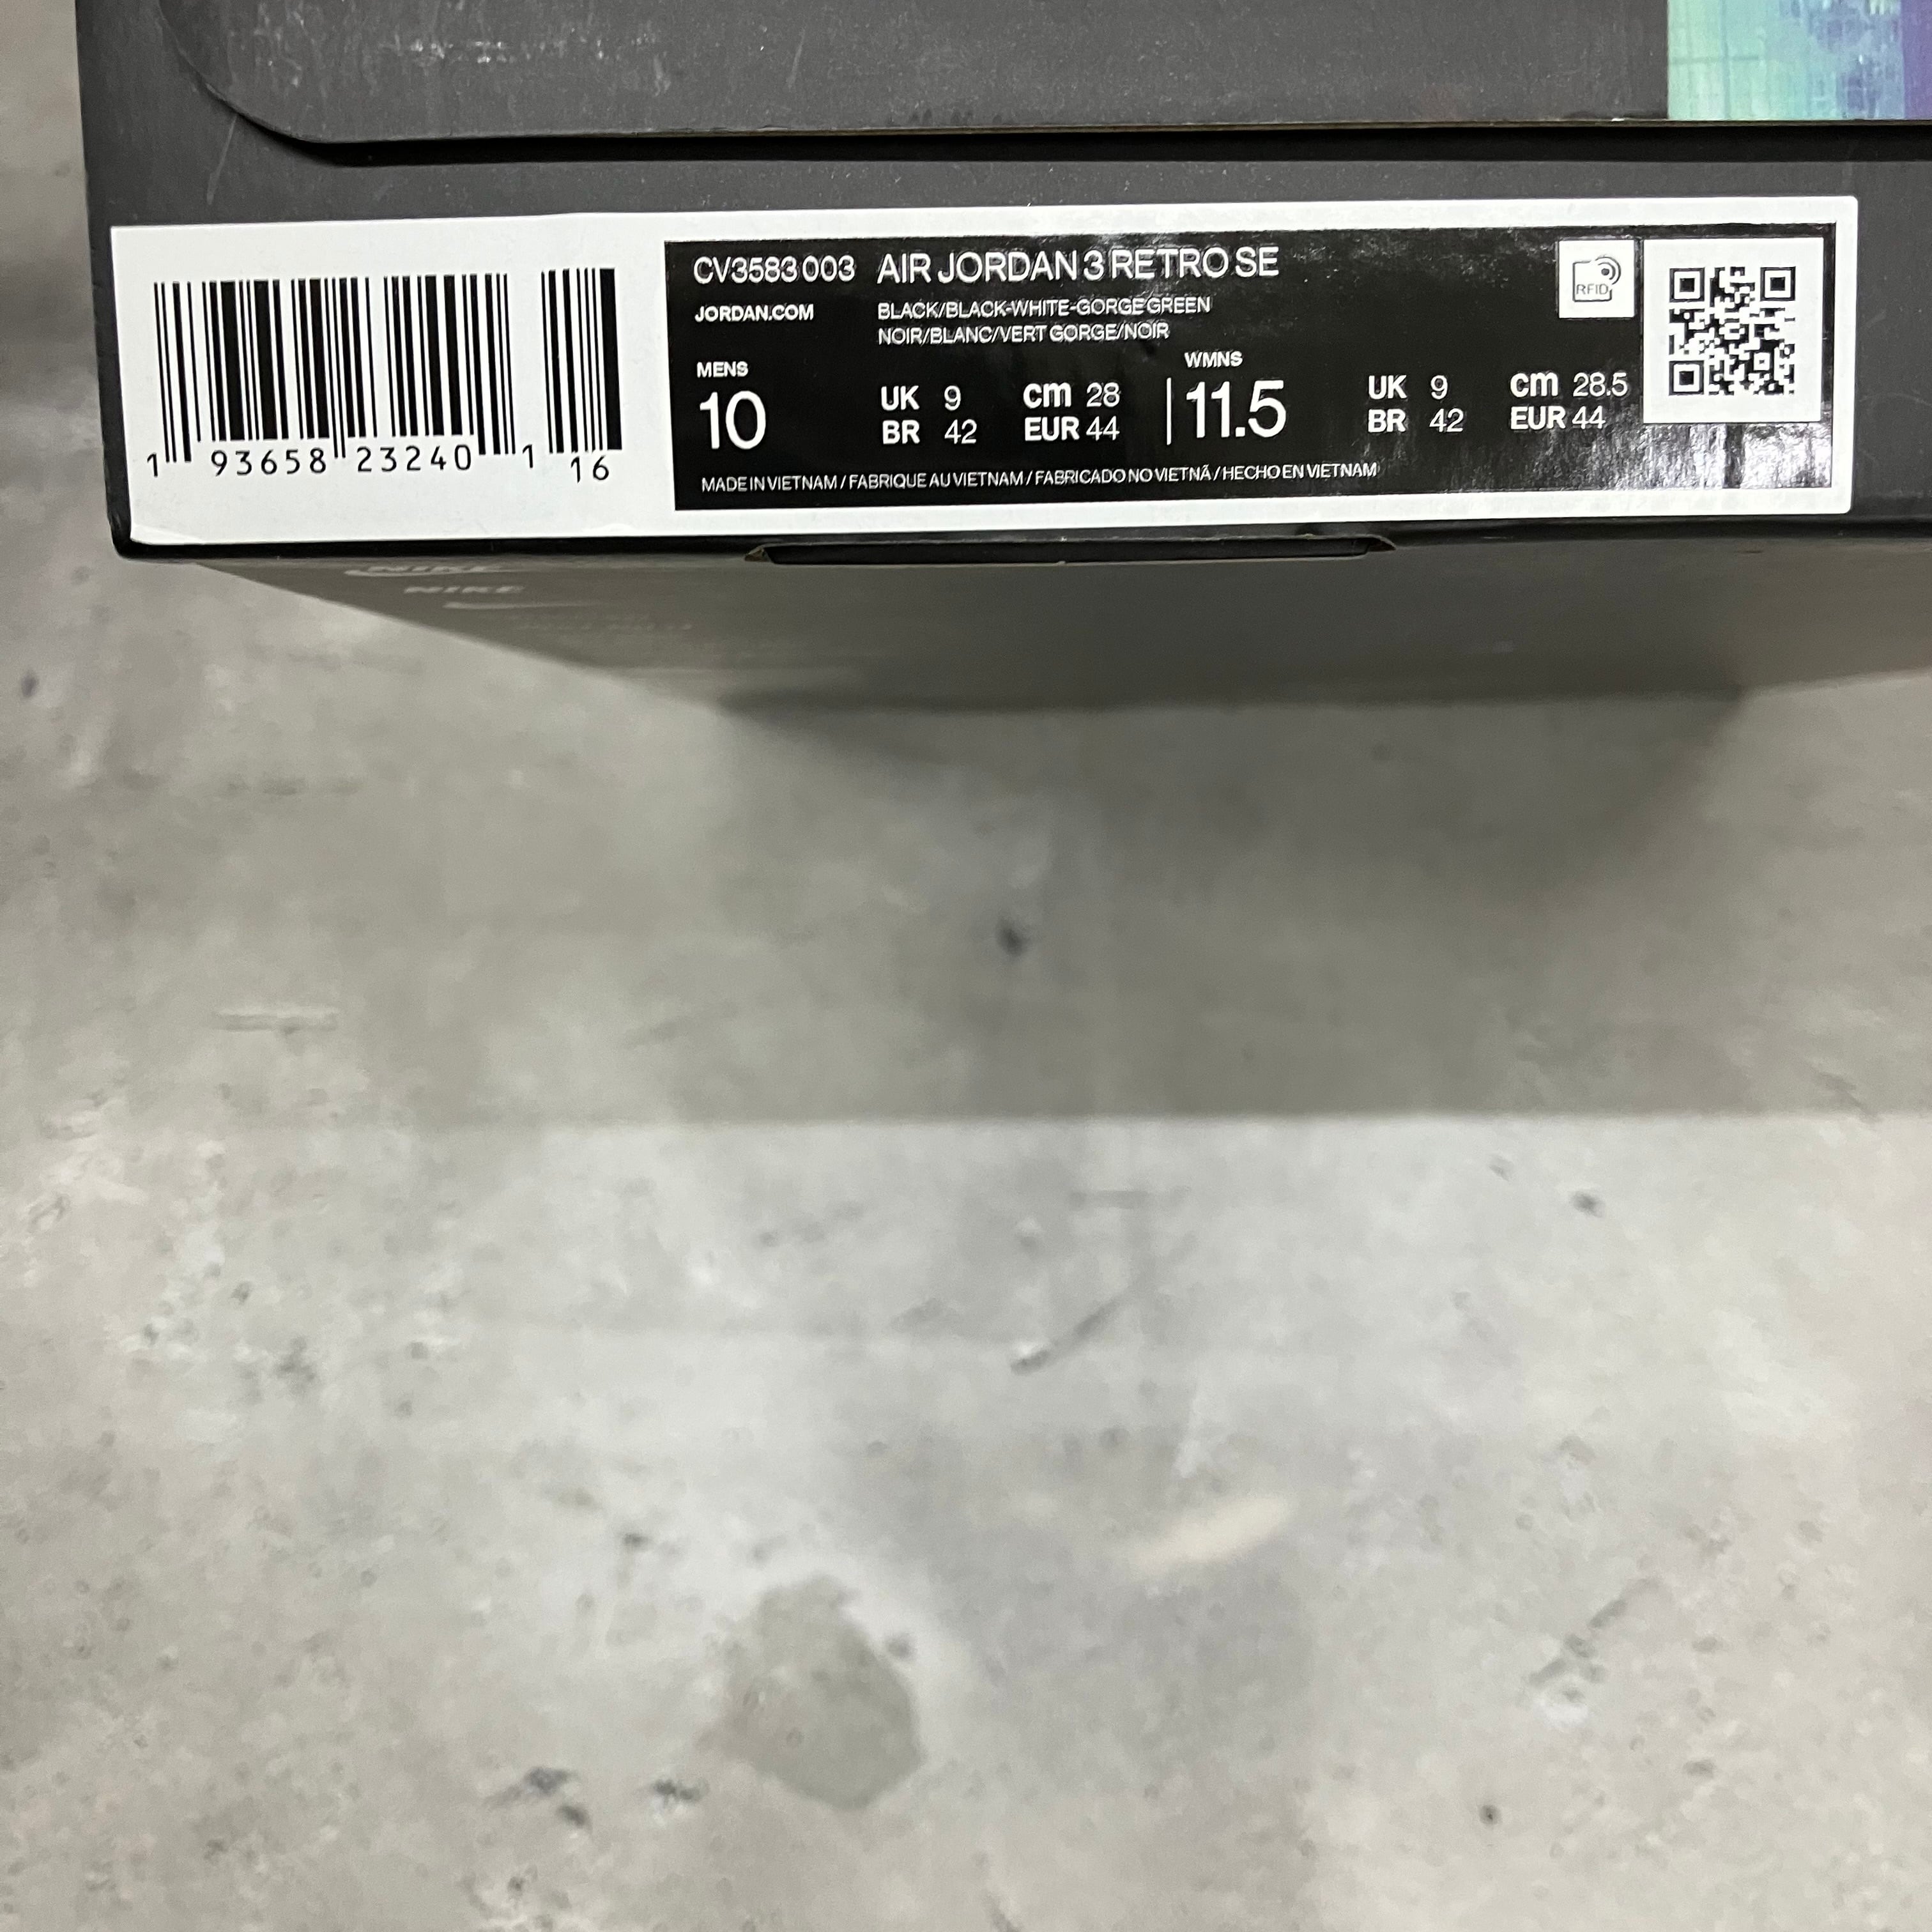 CV3583 003 AIR JORDAN 3 RETRO SE
JORDAN.COM
BLACK/BLACK-WHITE-GORGE GREEN
NOIR/BLANC/VERT GORGE/NOIR
RFID
MENS
10
UK 9 cm 28
BR 42 EUR 44
WMNS
11.5
UK 9 cm 28.5
BR 42 EUR 44
MADE IN VIETNAM / FABRIQUE AU VIETNAM / FABRICADO NO VIETNÃ / HECHO EN VIETNAM
1 93658 23240 1 16
NIKE
NIKE